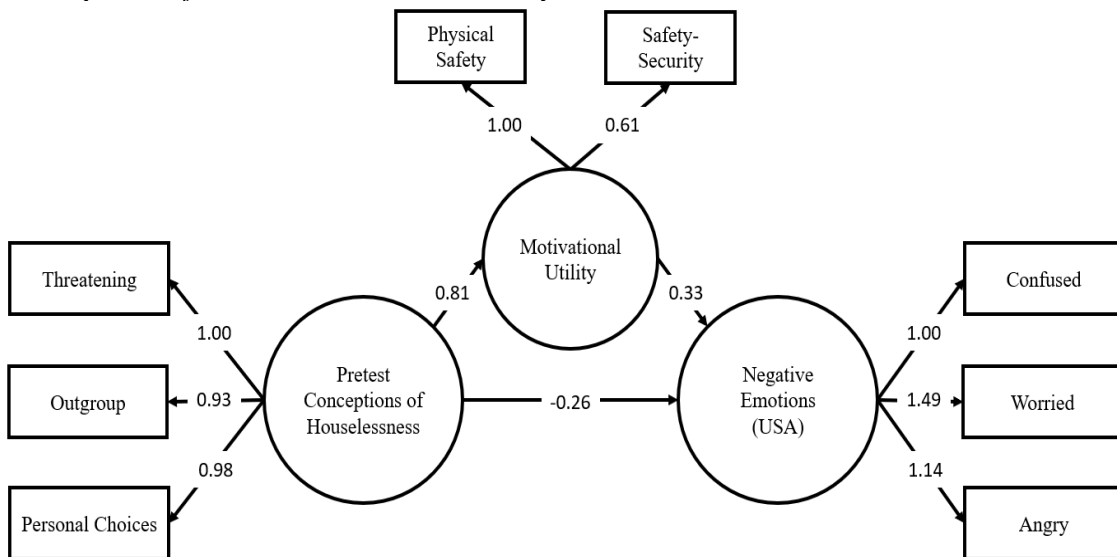 Physical
Safety
Safety-
Security
1.00
0.61
Motivational
Utility
Threatening
Confused
0.81
0.33
1.00
1.00
Pretest
Conceptions of
Houselessness
Negative
Emotions
(USA)
Outgroup
0.93
-0.26
1.49
Worried
0.98
1.14
Personal Choices
Angry